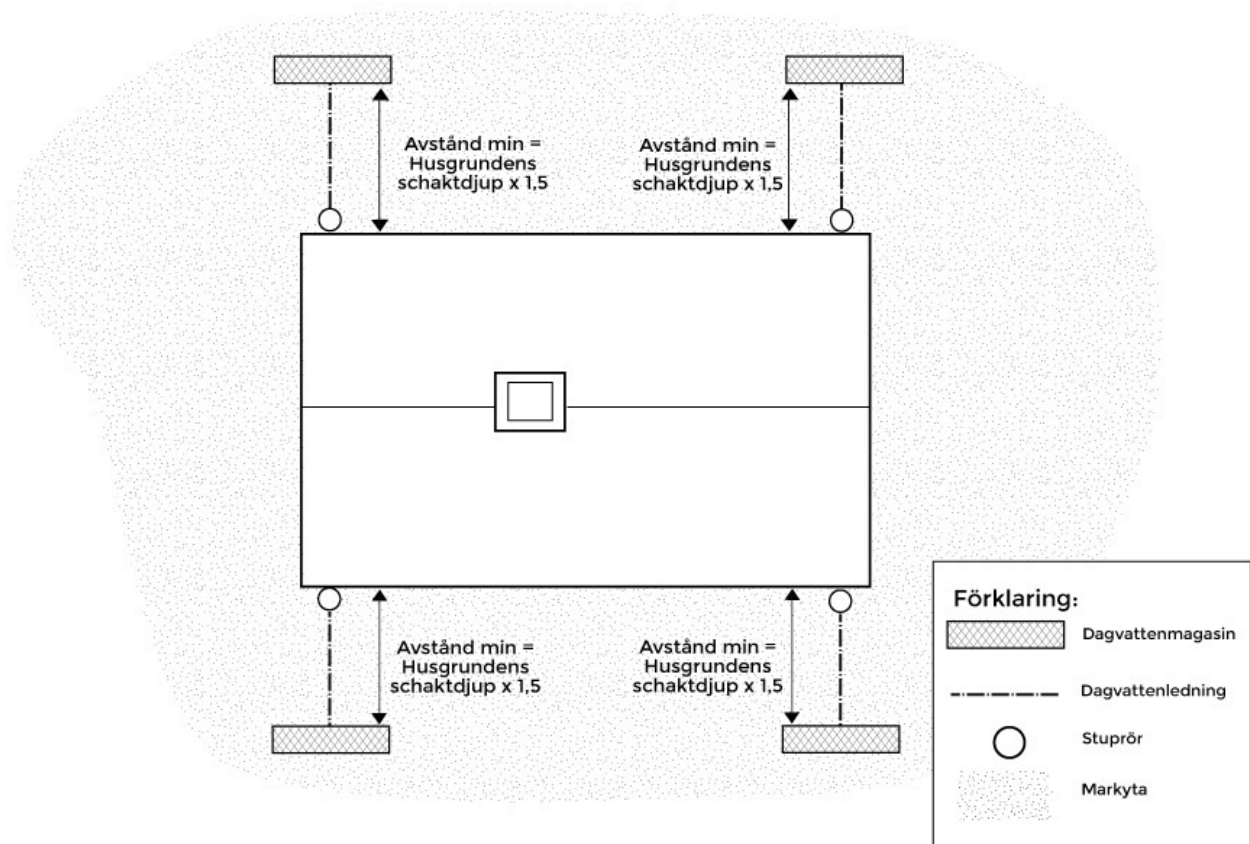 Avstånd min =
Husgrundens
schaktdjup x 1,5
Avstånd min =
Husgrundens
schaktdjup x 1,5
Avstånd min =
Husgrundens
schaktdjup x 1,5
Avstånd min =
Husgrundens
schaktdjup x 1,5
Förklaring:
Dagvattenmagasin
Dagvattenledning
Stuprör
Markyta